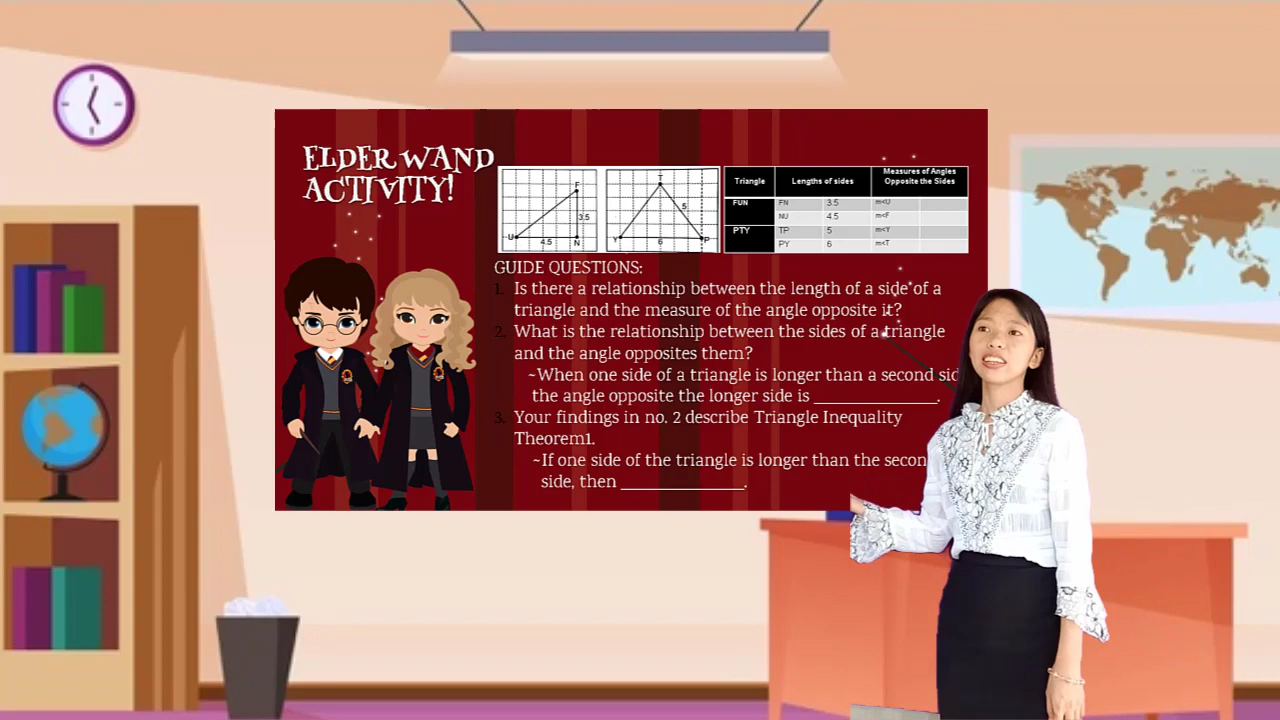 ELDER WAND
ACTIVITY!
F
3.5
U
4.5
N
T
5
Y
6
P
Triangle Lengths of sides Measures of Angles Opposite the Sides
FUN FN 3.5 m<U
NU 4.5 m<F
PTY TP 5 m<Y
PY 6 m<T
GUIDE QUESTIONS:
1. Is there a relationship between the length of a side of a
triangle and the measure of the angle opposite it?
2. What is the relationship between the sides of a triangle
and the angle opposites them?
~When one side of a triangle is longer than a second sid
the angle opposite the longer side is ______________.
3. Your findings in no. 2 describe Triangle Inequality
Theorem1.
~If one side of the triangle is longer than the secon
side, then ______________.